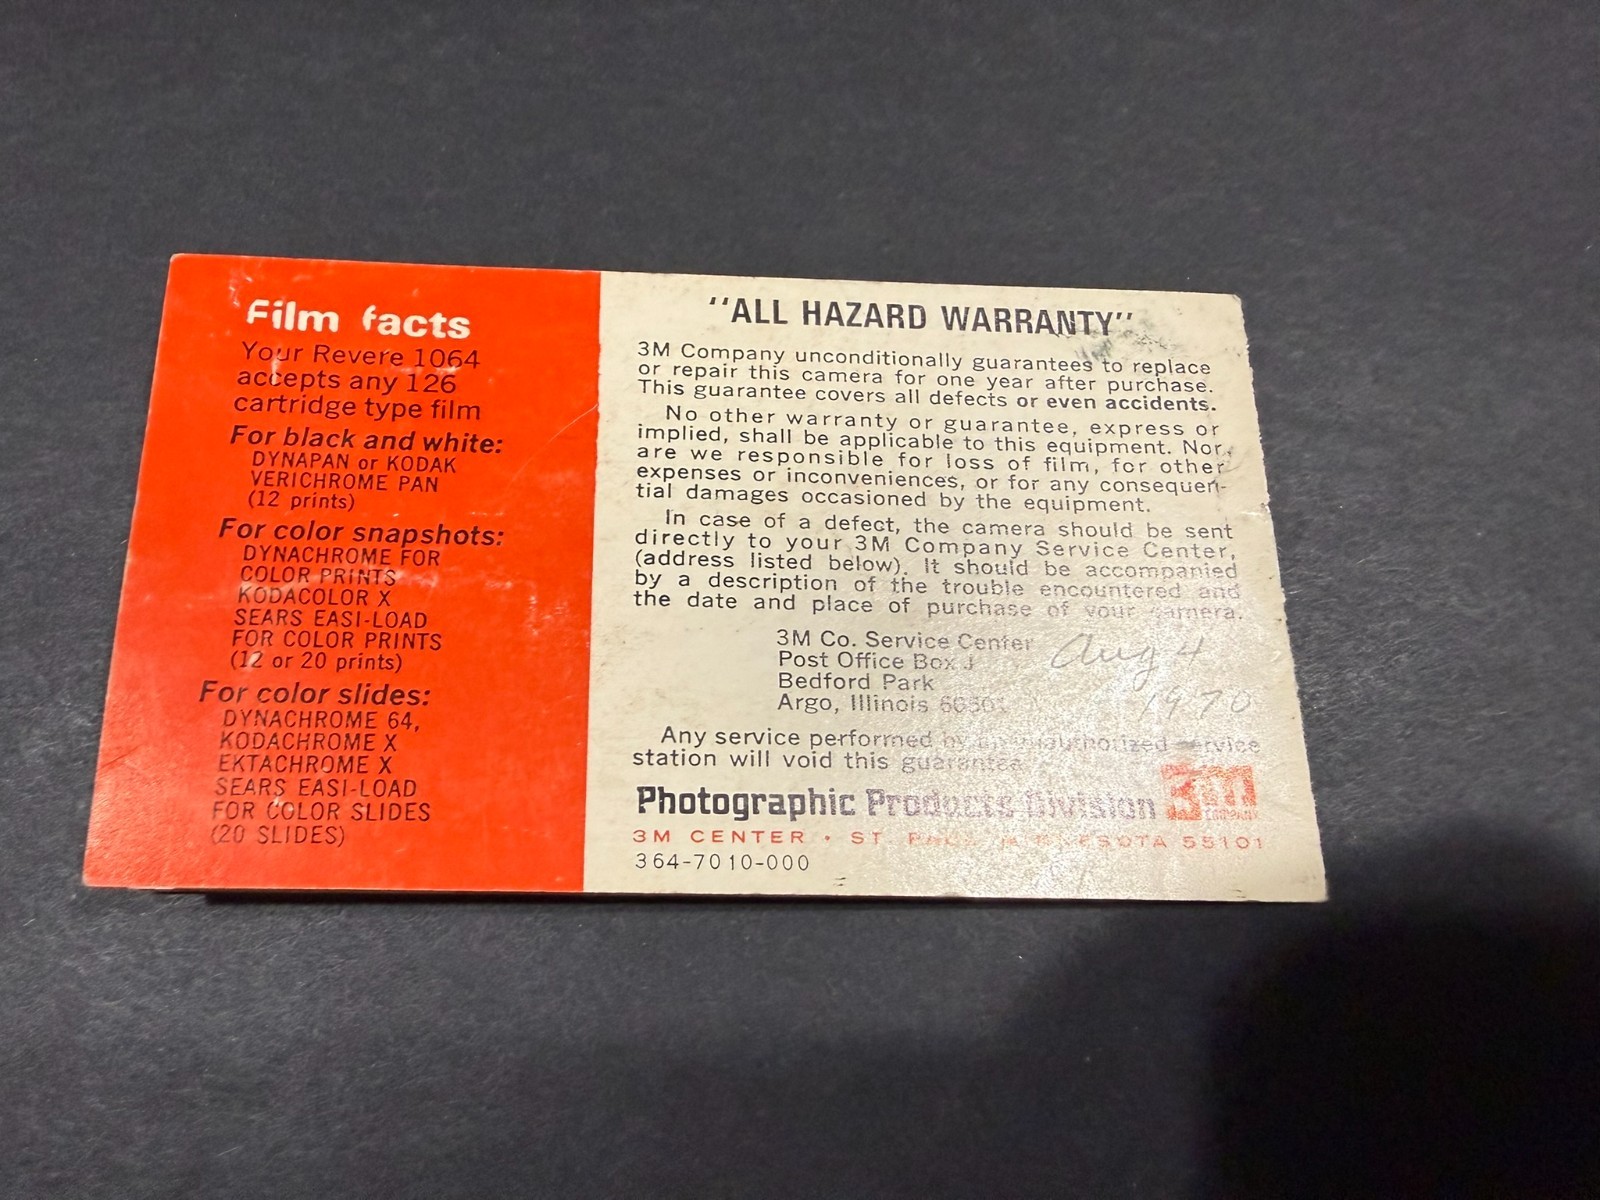 Film facts
Your Revere 1064
accepts any 126
cartridge type film
For black and white:
DYNAPAN or KODAK
VERICHROME PAN
(12 prints)
For color snapshots:
DYNACHROME FOR
COLOR PRINTS
KODACOLOR X
SEARS EASI-LOAD
FOR COLOR PRINTS
(12 or 20 prints)
For color slides:
DYNACHROME 64,
KODACHROME X
EKTACHROME X
SEARS EASI-LOAD
FOR COLOR SLIDES
(20 SLIDES)
"ALL HAZARD WARRANTY"
3M Company unconditionally guarantees to replace
or repair this camera for one year after purchase.
This guarantee covers all defects or even accidents.
No other warranty or guarantee, express or
implied, shall be applicable to this equipment. Nor,
are we responsible for loss of film, for other
expenses or inconveniences, or for any consequen-
tial damages occasioned by the equipment.
In case of a defect, the camera should be sent
directly to your 3M Company Service Center,
(address listed below). It should be accompanied
by a description of the trouble encountered and
the date and place of purchase of your camera.
3M Co. Service Center
Post Office Box J
Bedford Park
Argo, Illinois
Aug 4
1970
Any service performed by unauthorized service
station will void this guarantee.
Photographic Products Division 3M COMPANY
3M CENTER • ST. PAUL, MINNESOTA 55101
364-7010-000